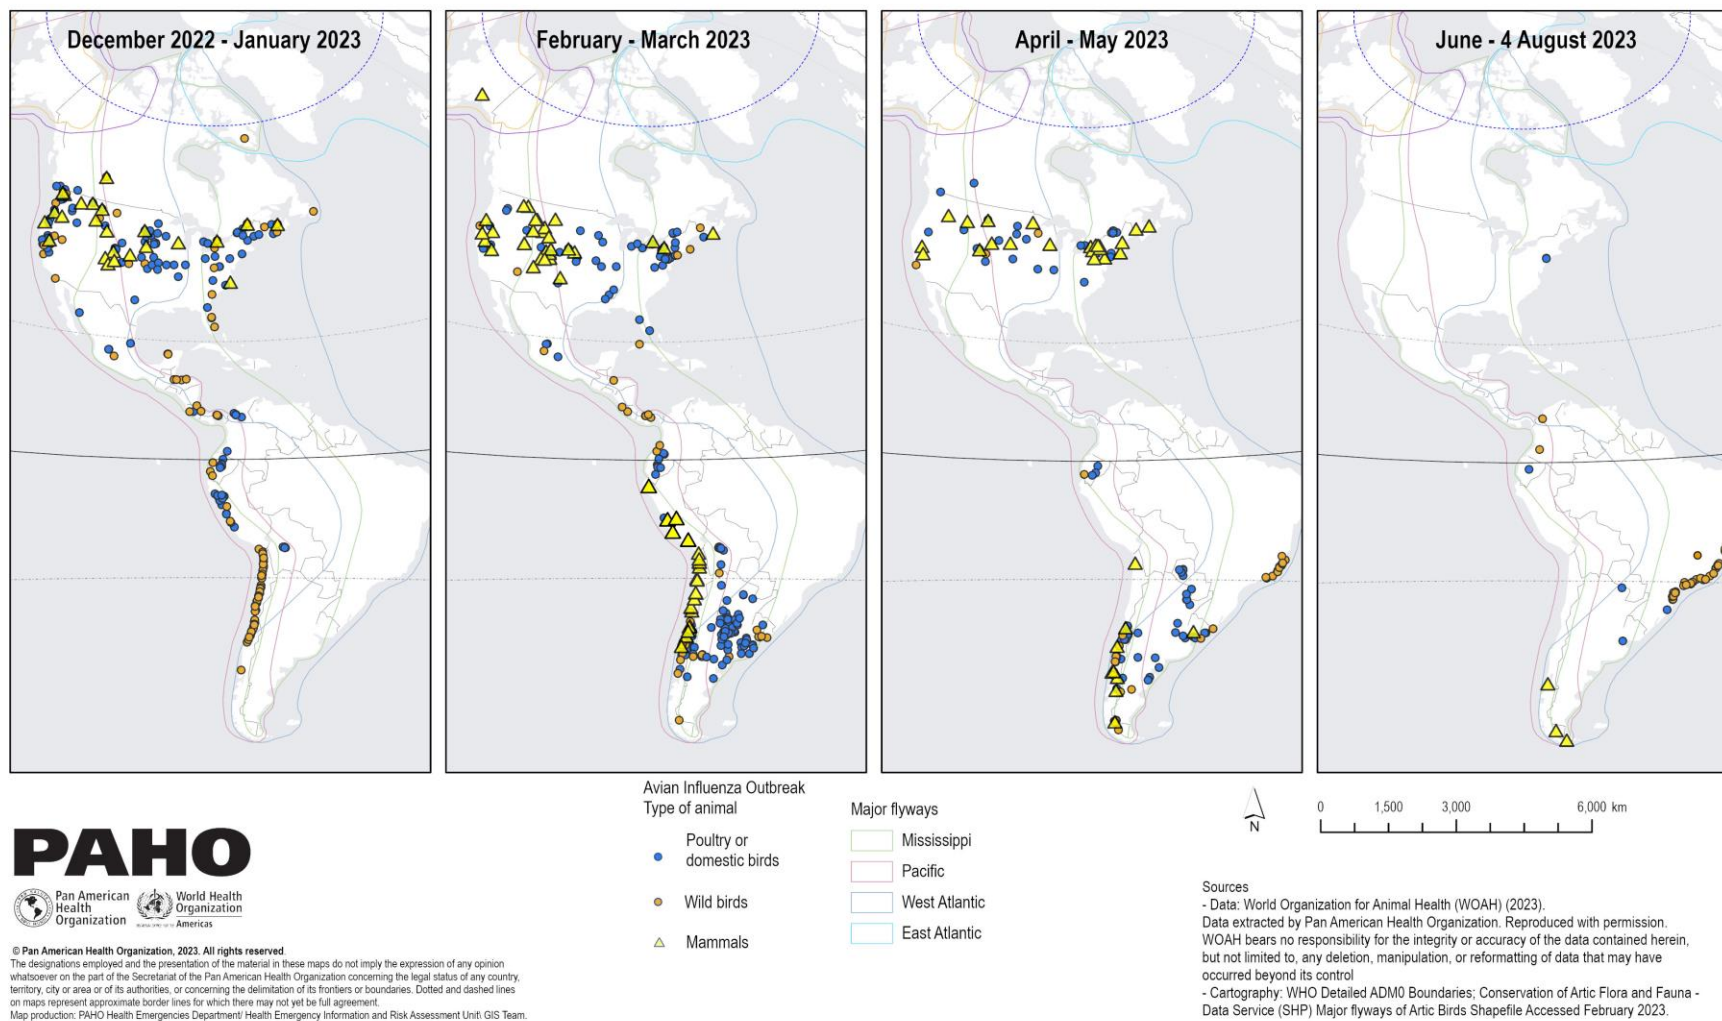 December 2022 - January 2023
February - March 2023
April - May 2023
June - 4 August 2023
Avian Influenza Outbreak
Type of animal
Poultry or
domestic birds
Wild birds
Mammals
Major flyways
Mississippi
Pacific
West Atlantic
East Atlantic
N
0 1,500 3,000 6,000 km
PAHO
Pan American
Health
Organization
World Health
Organization
Americas
© Pan American Health Organization, 2023. All rights reserved.
The designations employed and the presentation of the material in these maps do not imply the expression of any opinion
whatsoever on the part of the Secretariat of the Pan American Health Organization concerning the legal status of any country,
territory, city or area or of its authorities, or concerning the delimitation of its frontiers or boundaries. Dotted and dashed lines
on maps represent approximate border lines for which there may not yet be full agreement.
Map production: PAHO Health Emergencies Department/ Health Emergency Information and Risk Assessment Unit\ GIS Team.
Sources
- Data: World Organization for Animal Health (WOAH) (2023).
Data extracted by Pan American Health Organization. Reproduced with permission.
WOAH bears no responsibility for the integrity or accuracy of the data contained herein,
but not limited to, any deletion, manipulation, or reformatting of data that may have
occurred beyond its control
- Cartography: WHO Detailed ADM0 Boundaries; Conservation of Artic Flora and Fauna -
Data Service (SHP) Major flyways of Artic Birds Shapefile Accessed February 2023.